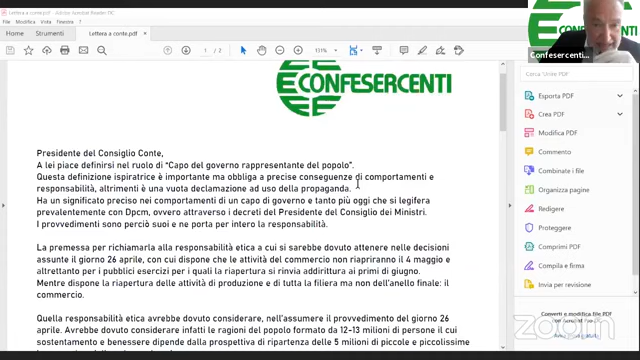 Lettera a conte.pdf - Adobe Acrobat Reader DC
File Modifica Vista Finestra ?
Home Strumenti Lettera a conte.pdf ×
1 / 2
131%
CONFESERCENTI
Presidente del Consiglio Conte,
A lei piace definirsi nel ruolo di “Capo del governo rappresentante del popolo”.
Questa definizione ispiratrice è importante ma obbliga a precise conseguenze di comportamenti e
responsabilità, altrimenti è una vuota declamazione ad uso della propaganda.
Ha un significato preciso nei comportamenti di un capo di governo e tanto più oggi che si legifera
prevalentemente con Dpcm, ovvero attraverso i decreti del Presidente del Consiglio dei Ministri.
I provvedimenti sono perciò suoi e ne porta per intero la responsabilità.
La premessa per richiamarla alla responsabilità etica a cui si sarebbe dovuto attenere nelle decisioni
assunte il giorno 26 aprile, con cui dispone che le attività del commercio non riapriranno il 4 maggio e
altrettanto per i pubblici esercizi per i quali la riapertura si rinvia addirittura ai primi di giugno.
Mentre dispone la riapertura delle attività di produzione e di tutta la filiera ma non dell’anello finale: il
commercio.
Quella responsabilità etica avrebbe dovuto considerare, nell’assumere il provvedimento del giorno 26
aprile. Avrebbe dovuto considerare infatti le ragioni del popolo formato da 12-13 milioni di persone il cui
sostentamento e benessere dipende dalla prospettiva di ripartenza delle 5 milioni di piccole e piccolissime
Confesercenti...
Cerca 'Unire PDF'
Esporta PDF
Crea PDF
Modifica PDF
Commento
Combinate i file
Organizza pagine
Redigere
Proteggere
Comprimi PDF
Compila e firma
Invia per revisione
Converti e modifica file PDF
zoom